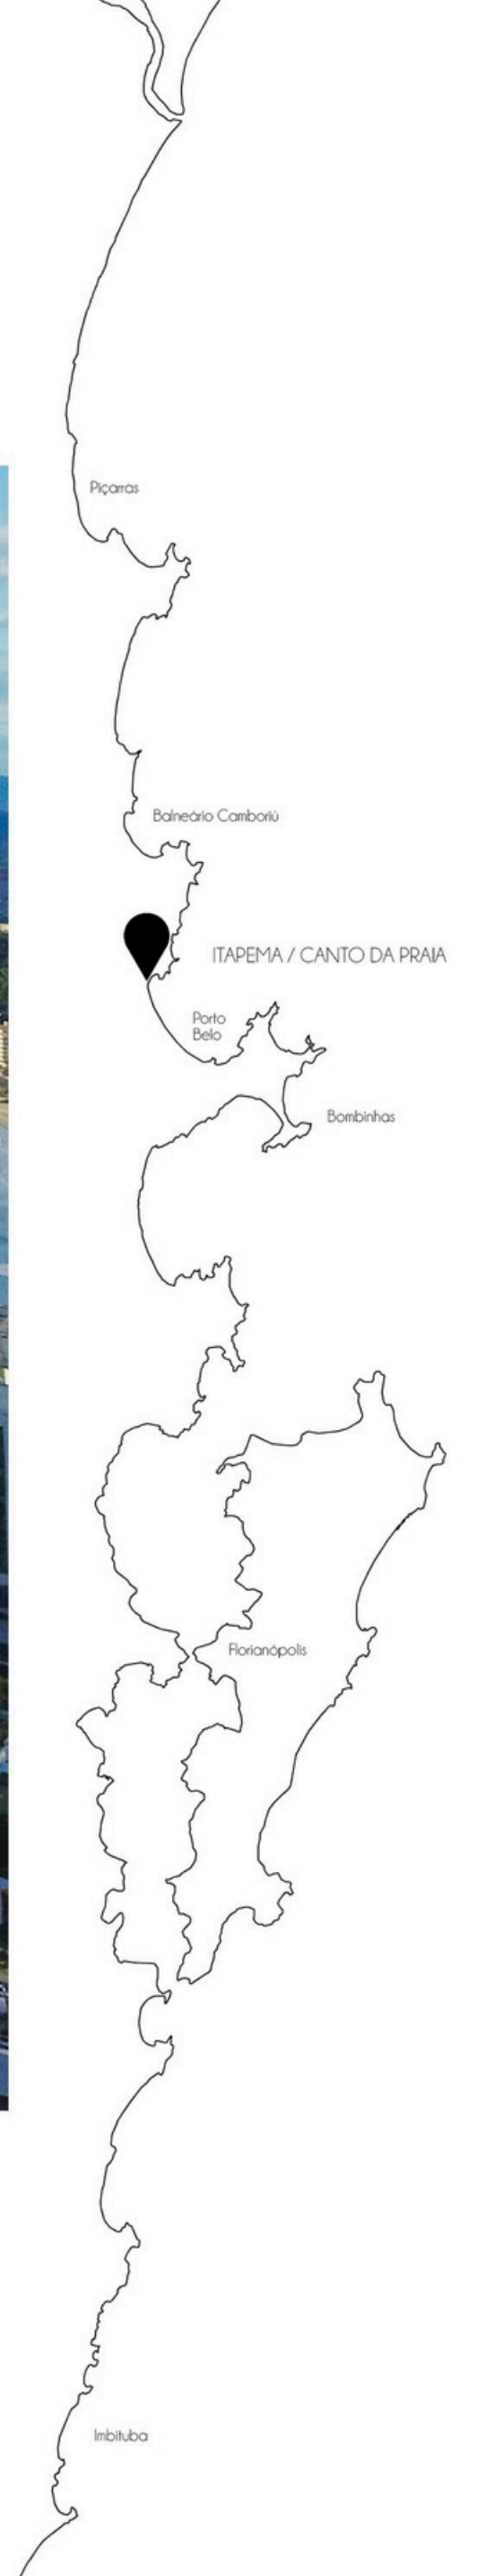 Piçarras
Balneário Camboriú
ITAPEMA / CANTO DA PRAIA
Porto
Belo
Bombinhas
Florianópolis
Imbituba